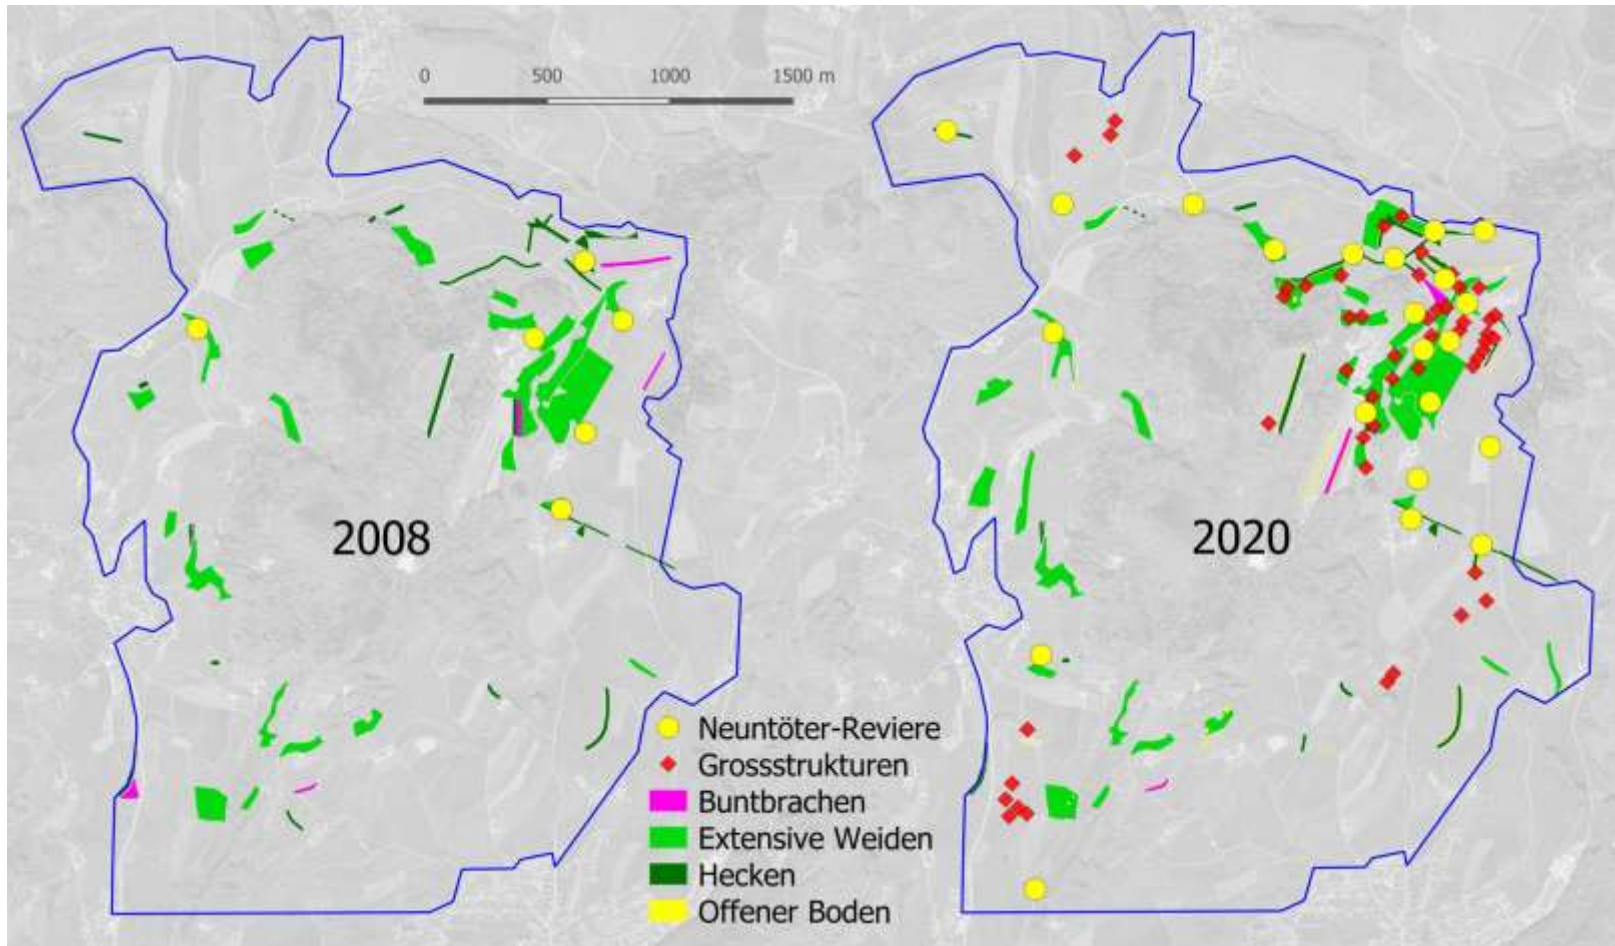 0 500 1000 1500 m
2008
2020
Neuntöter-Reviere
Grossstrukturen
Buntbrachen
Extensive Weiden
Hecken
Offener Boden